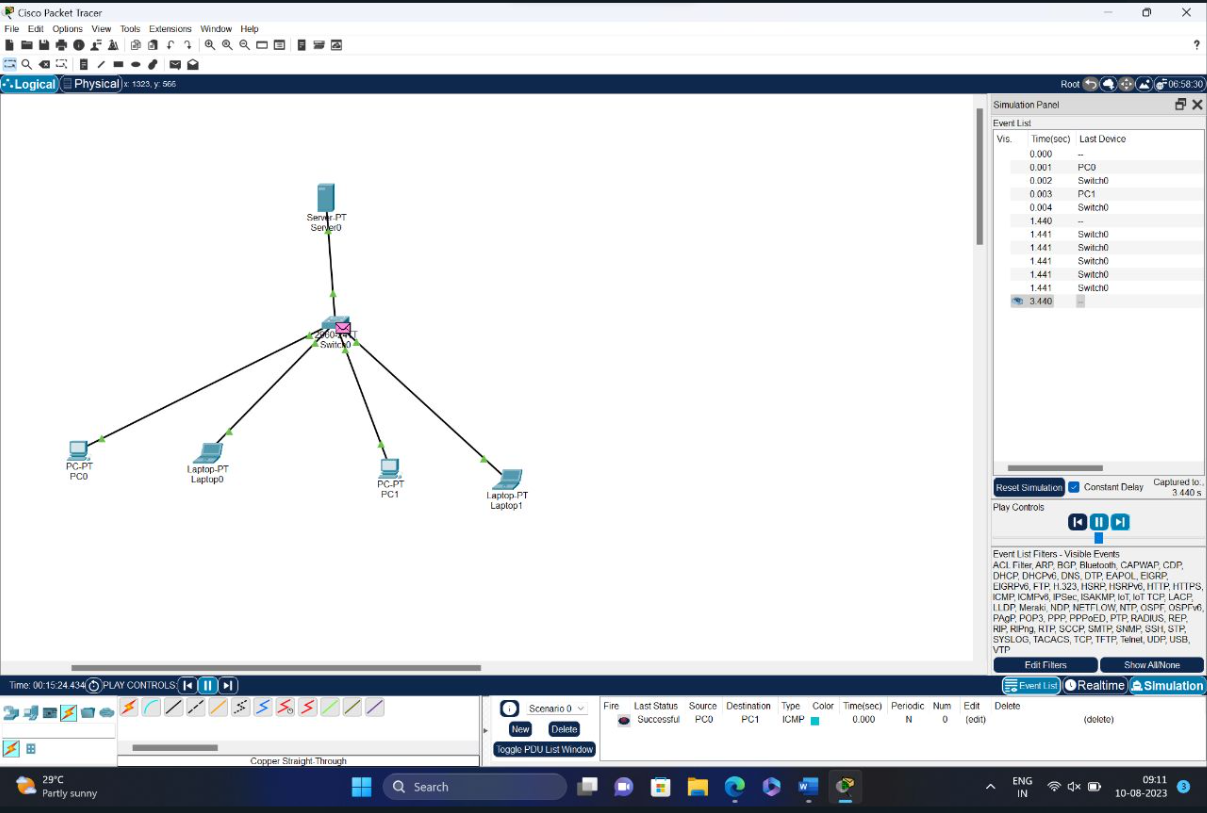 Cisco Packet Tracer
File Edit Options View Tools Extensions Window Help
?
Logical Physical x: 1323, y: 566
Root 06:58:30
Simulation Panel
Event List
Vis. Time(sec) Last Device
0.000 --
0.001 PC0
0.002 Switch0
0.003 PC1
0.004 Switch0
1.440 --
1.441 Switch0
1.441 Switch0
1.441 Switch0
1.441 Switch0
1.441 Switch0
3.440 --
Server-PT
Server0
Switch0
PC-PT
PC0
Laptop-PT
Laptop0
PC-PT
PC1
Laptop-PT
Laptop1
Reset Simulation Constant Delay Captured to:
3.440 s
Play Controls
Event List Filters - Visible Events
ACL Filter, ARP, BGP, Bluetooth, CAPWAP, CDP,
DHCP, DHCPv6, DNS, DTP, EAPOL, EIGRP,
EIGRPv6, FTP, H.323, HSRP, HSRPv6, HTTP, HTTPS,
ICMP, ICMPv6, IPSec, ISAKMP, IoT, IoT TCP, LACP,
LLDP, Meraki, NDP, NETFLOW, NTP, OSPF, OSPFv6,
PAgP, POP3, PPP, PPPoED, PTP, RADIUS, REP,
RIP, RIPng, RTP, SCCP, SMTP, SNMP, SSH, STP,
SYSLOG, TACACS, TCP, TFTP, Telnet, UDP, USB,
VTP
Edit Filters Show All/None
Time: 00:15:24.434 PLAY CONTROLS:
Event List Realtime Simulation
Scenario 0
New Delete
Toggle PDU List Window
Fire Last Status Source Destination Type Color Time(sec) Periodic Num Edit Delete
Successful PC0 PC1 ICMP 0.000 N 0 (edit) (delete)
Copper Straight-Through
29°C
Partly sunny
Search
ENG
IN
09:11
10-08-2023
3